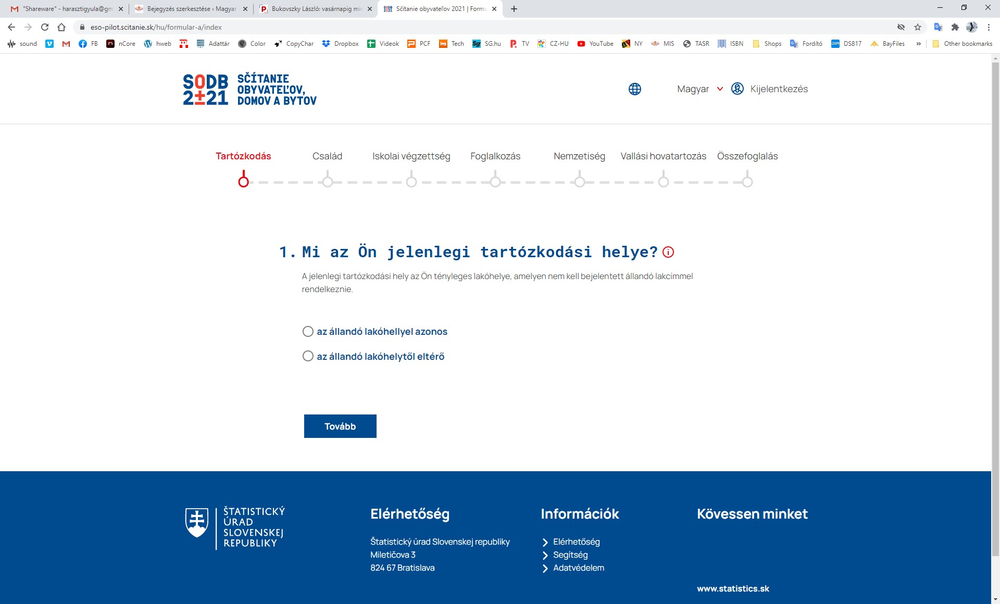 "Shareware" - harasztigyula@gm
Bejegyzés szerkesztése ‹ Magyar
Bukovszky László: vasárnapig min
Sčítanie obyvateľov 2021 | Formu
eso-pilot.scitanie.sk/hu/formular-a/index
sound
FB
nCore
hweb
Adattár
Color
CopyChar
Dropbox
Videok
PCF
Tech
SG.hu
TV
CZ-HU
YouTube
NY
MIS
TASR
ISBN
Shops
Fordító
DS817
BayFiles
»
Other bookmarks
SODB
2±21
SČÍTANIE
OBYVATEĽOV,
DOMOV A BYTOV
Magyar
Kijelentkezés
Tartózkodás
Család
Iskolai végzettség
Foglalkozás
Nemzetiség
Vallási hovatartozás
Összefoglalás
1. Mi az Ön jelenlegi tartózkodási helye?
A jelenlegi tartózkodási hely az Ön tényleges lakóhelye, amelyen nem kell bejelentett állandó lakcímmel
rendelkeznie.
az állandó lakóhellyel azonos
az állandó lakóhelytől eltérő
Tovább
ŠTATISTICKÝ
ÚRAD
SLOVENSKEJ
REPUBLIKY
Elérhetőség
Štatistický úrad Slovenskej republiky
Miletičova 3
824 67 Bratislava
Információk
Elérhetőség
Segítség
Adatvédelem
Kövessen minket
www.statistics.sk